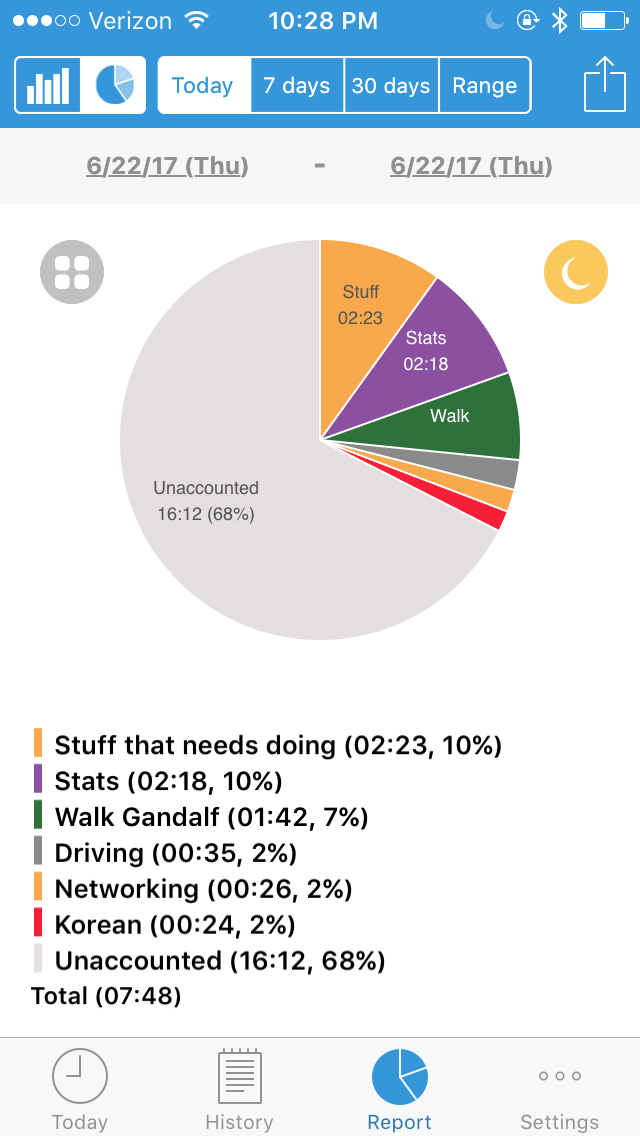 Verizon 10:28 PM
Today 7 days 30 days Range
6/22/17 (Thu) - 6/22/17 (Thu)
Stuff
02:23
Stats
02:18
Walk
Unaccounted
16:12 (68%)
Stuff that needs doing (02:23, 10%)
Stats (02:18, 10%)
Walk Gandalf (01:42, 7%)
Driving (00:35, 2%)
Networking (00:26, 2%)
Korean (00:24, 2%)
Unaccounted (16:12, 68%)
Total (07:48)
Today History Report Settings